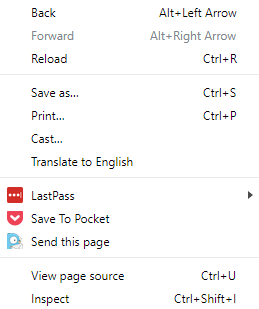 Back Alt+Left Arrow
Forward Alt+Right Arrow
Reload Ctrl+R
Save as... Ctrl+S
Print... Ctrl+P
Cast...
Translate to English
LastPass
Save To Pocket
Send this page
View page source Ctrl+U
Inspect Ctrl+Shift+I